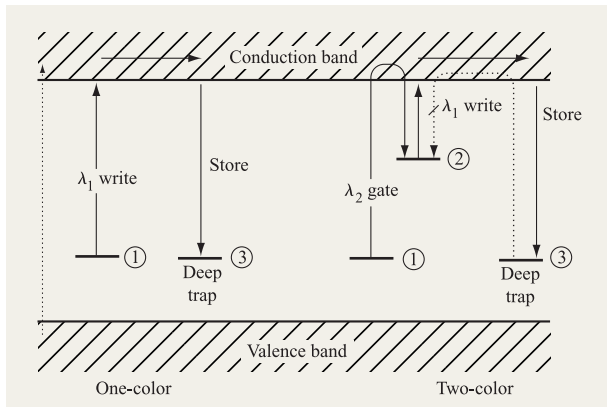 Conduction band
λ1 write
Store
λ2 gate
λ1 write
Store
②
①
③
Deep
trap
①
③
Deep
trap
Valence band
One-color
Two-color